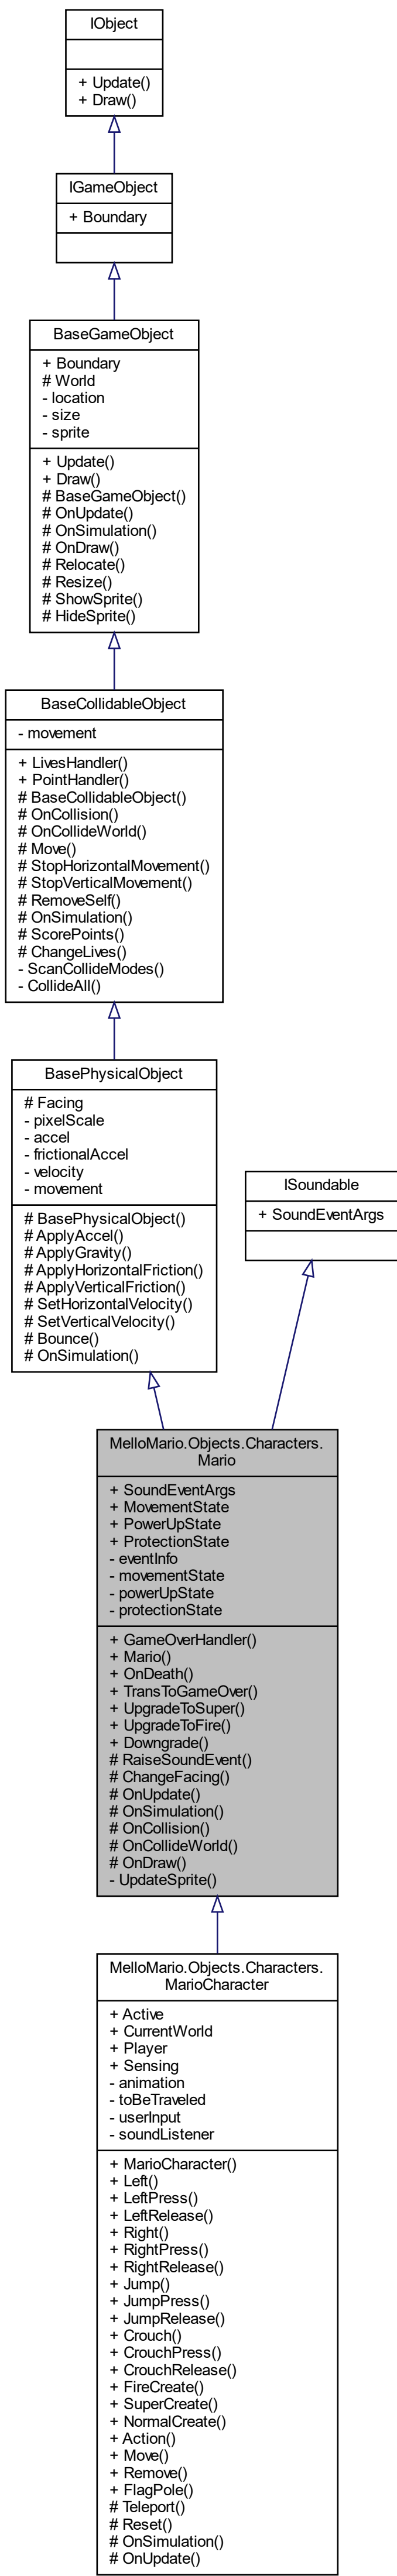 IObject
+ Update()
+ Draw()
IGameObject
+ Boundary
BaseGameObject
+ Boundary
# World
- location
- size
- sprite
+ Update()
+ Draw()
# BaseGameObject()
# OnUpdate()
# OnSimulation()
# OnDraw()
# Relocate()
# Resize()
# ShowSprite()
# HideSprite()
BaseCollidableObject
- movement
+ LivesHandler()
+ PointHandler()
# BaseCollidableObject()
# OnCollision()
# OnCollideWorld()
# Move()
# StopHorizontalMovement()
# StopVerticalMovement()
# RemoveSelf()
# OnSimulation()
# ScorePoints()
# ChangeLives()
- ScanCollideModes()
- CollideAll()
BasePhysicalObject
# Facing
- pixelScale
- accel
- frictionalAccel
- velocity
- movement
# BasePhysicalObject()
# ApplyAccel()
# ApplyGravity()
# ApplyHorizontalFriction()
# ApplyVerticalFriction()
# SetHorizontalVelocity()
# SetVerticalVelocity()
# Bounce()
# OnSimulation()
ISoundable
+ SoundEventArgs
MelloMario.Objects.Characters.
Mario
+ SoundEventArgs
+ MovementState
+ PowerUpState
+ ProtectionState
- eventInfo
- movementState
- powerUpState
- protectionState
+ GameOverHandler()
+ Mario()
+ OnDeath()
+ TransToGameOver()
+ UpgradeToSuper()
+ UpgradeToFire()
+ Downgrade()
# RaiseSoundEvent()
# ChangeFacing()
# OnUpdate()
# OnSimulation()
# OnCollision()
# OnCollideWorld()
# OnDraw()
- UpdateSprite()
MelloMario.Objects.Characters.
MarioCharacter
+ Active
+ CurrentWorld
+ Player
+ Sensing
- animation
- toBeTraveled
- userInput
- soundListener
+ MarioCharacter()
+ Left()
+ LeftPress()
+ LeftRelease()
+ Right()
+ RightPress()
+ RightRelease()
+ Jump()
+ JumpPress()
+ JumpRelease()
+ Crouch()
+ CrouchPress()
+ CrouchRelease()
+ FireCreate()
+ SuperCreate()
+ NormalCreate()
+ Action()
+ Move()
+ Remove()
+ FlagPole()
# Teleport()
# Reset()
# OnSimulation()
# OnUpdate()